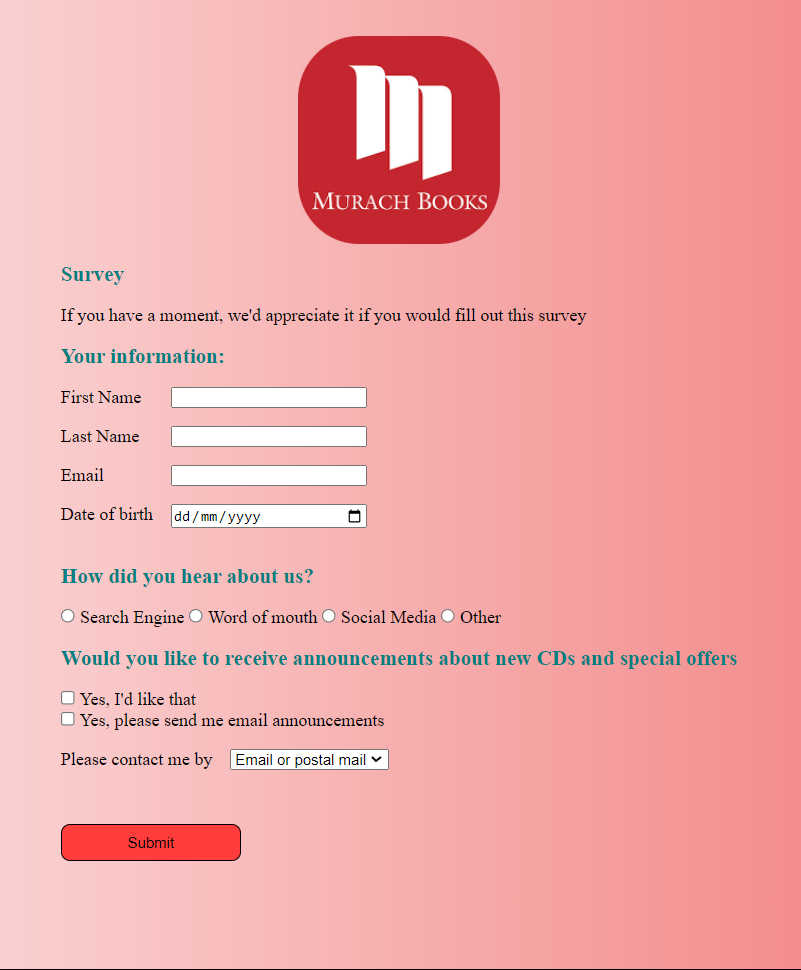 MURACH BOOKS
Survey
If you have a moment, we'd appreciate it if you would fill out this survey
Your information:
First Name
Last Name
Email
Date of birth dd/mm/yyyy
How did you hear about us?
Search Engine Word of mouth Social Media Other
Would you like to receive announcements about new CDs and special offers
Yes, I'd like that
Yes, please send me email announcements
Please contact me by Email or postal mail
Submit